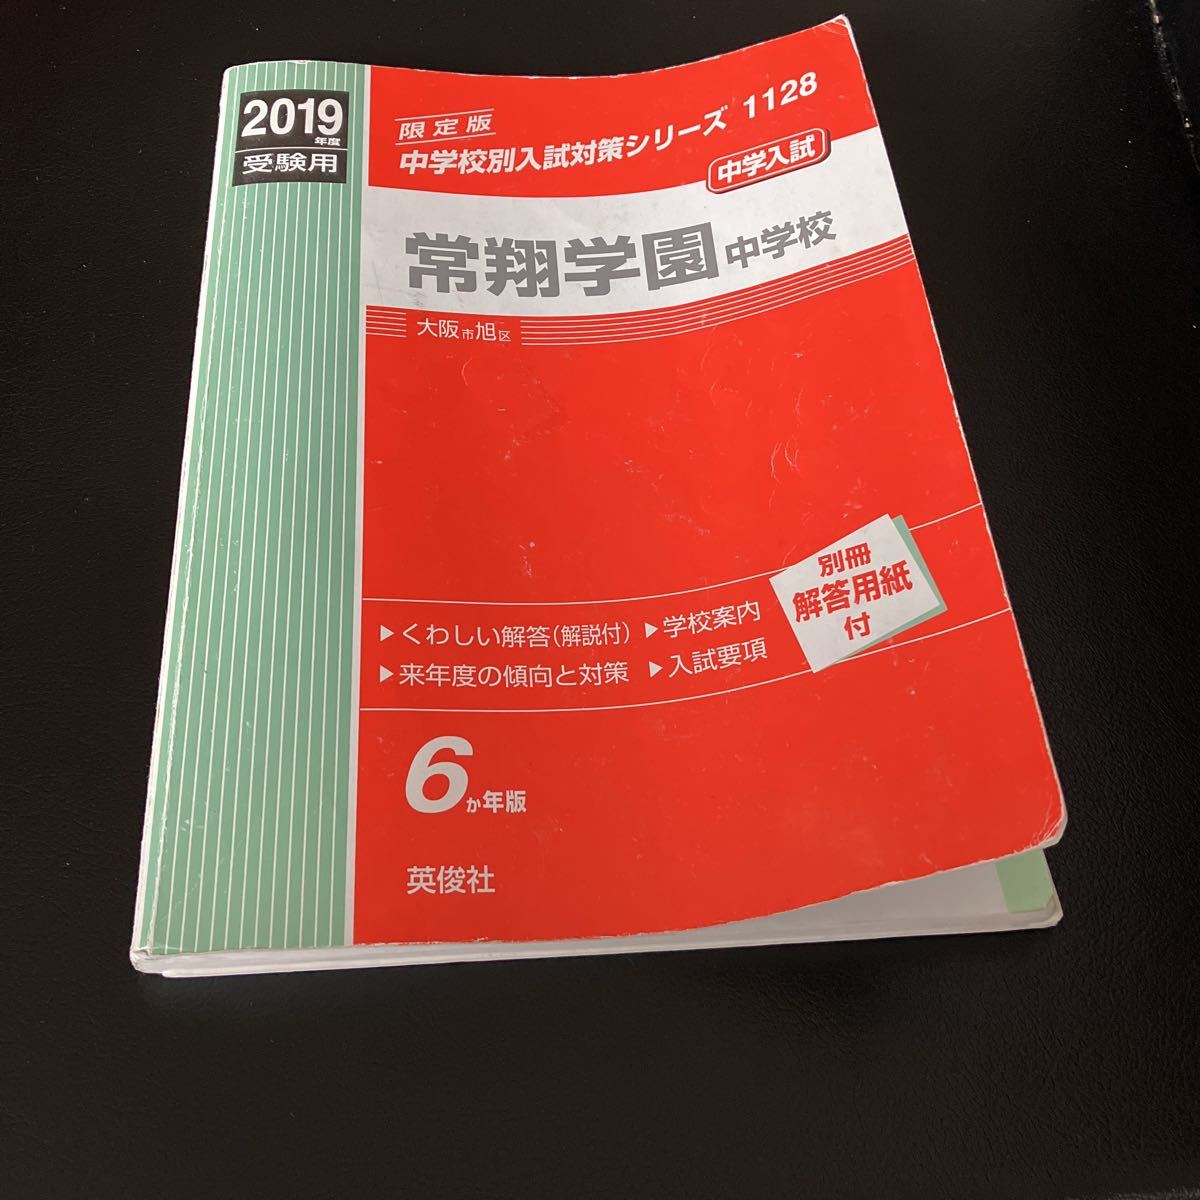 2019年度
受験用
限定版
中学校別入試対策シリーズ 1128
中学入試
常翔学園中学校
大阪市旭区
別冊
解答用紙
付
▶くわしい解答(解説付) ▶学校案内
▶来年度の傾向と対策 ▶入試要項
6か年版
英俊社